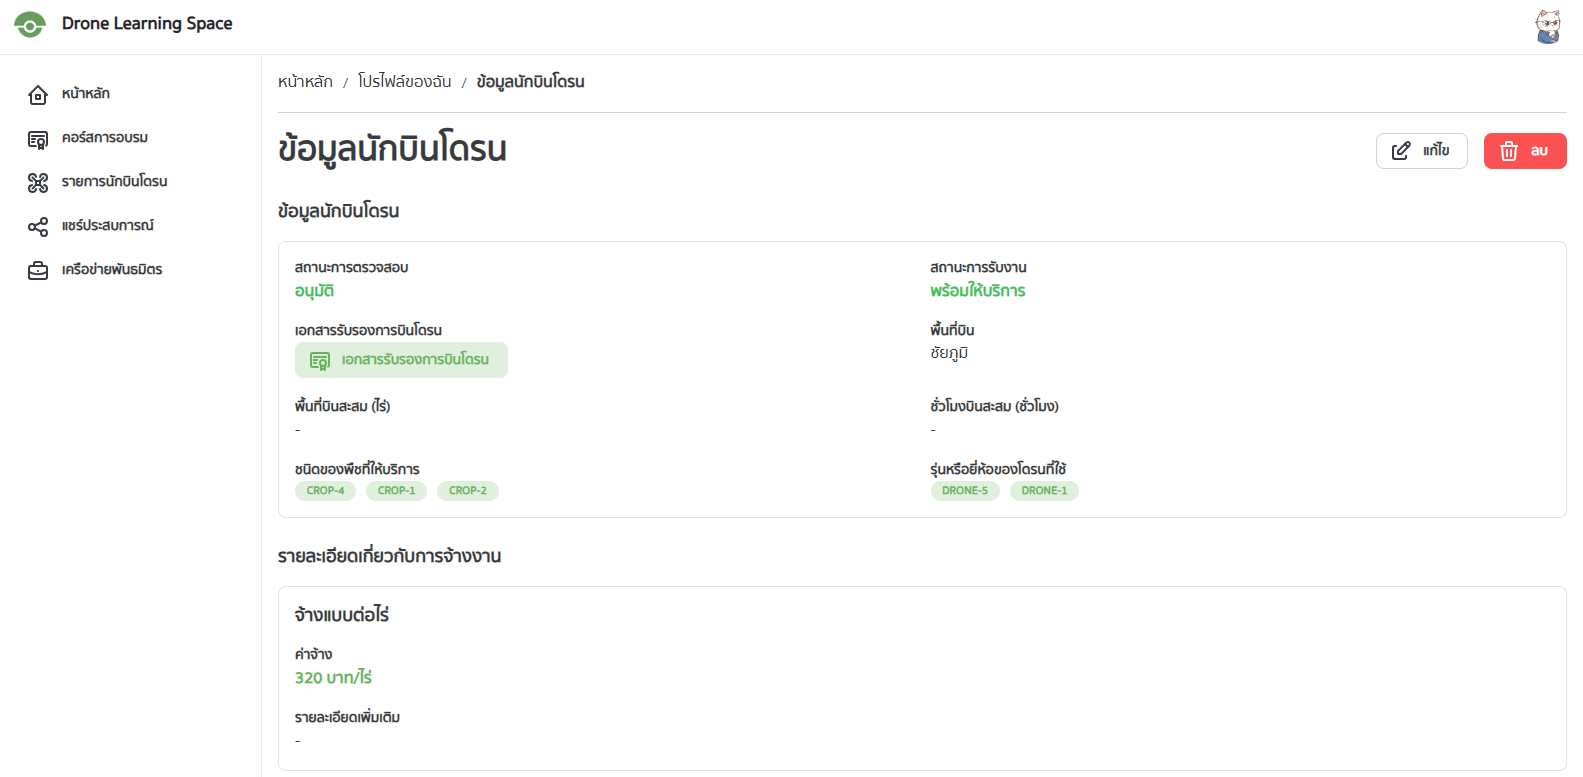 Drone Learning Space
หน้าหลัก
คอร์สการอบรม
รายการนักบินโดรน
แชร์ประสบการณ์
เครือข่ายพันธมิตร
หน้าหลัก / โปรไฟล์ของฉัน / ข้อมูลนักบินโดรน
ข้อมูลนักบินโดรน
แก้ไข
ลบ
ข้อมูลนักบินโดรน
สถานะการตรวจสอบ
อนุมัติ
สถานะการรับงาน
พร้อมให้บริการ
เอกสารรับรองการบินโดรน
เอกสารรับรองการบินโดรน
พื้นที่บิน
ชัยภูมิ
พื้นที่บินสะสม (ไร่)
-
ชั่วโมงบินสะสม (ชั่วโมง)
-
ชนิดของพืชที่ให้บริการ
CROP-4 CROP-1 CROP-2
รุ่นหรือยี่ห้อของโดรนที่ใช้
DRONE-5 DRONE-1
รายละเอียดเกี่ยวกับการจ้างงาน
จ้างแบบต่อไร่
ค่าจ้าง
320 บาท/ไร่
รายละเอียดเพิ่มเติม
-